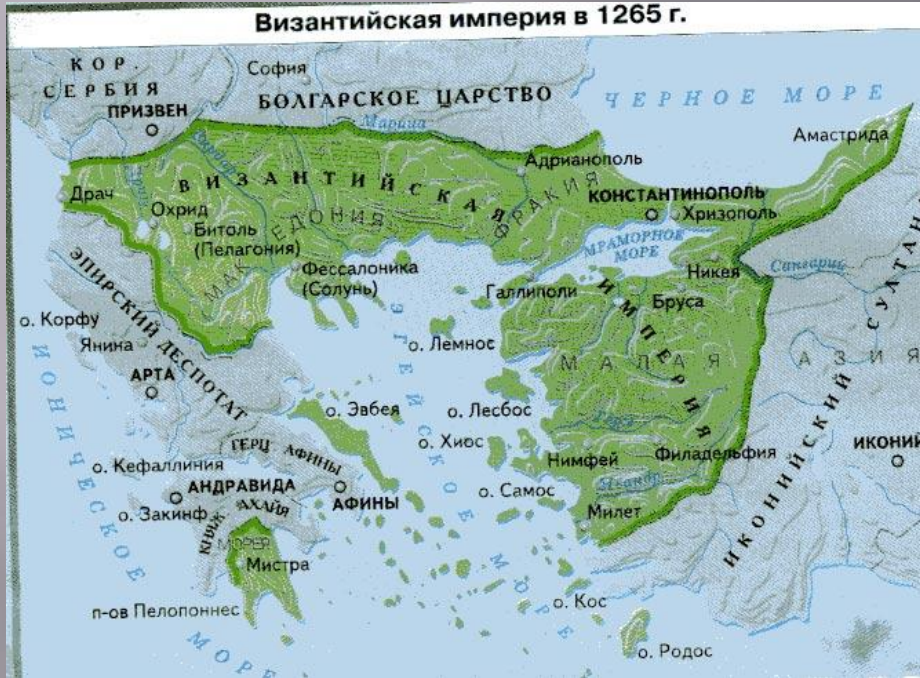 Византийская империя в 1265 г.
КОР.
СЕРБИЯ
ПРИЗВЕН
София
БОЛГАРСКОЕ ЦАРСТВО
ЧЕРНОЕ МОРЕ
Марица
Амастрида
Адрианополь
Вардар
Драч
ВИЗАНТИЙСКАЯ
ФРАКИЯ
КОНСТАНТИНОПОЛЬ
Хризополь
Охрид
Битоль
(Пелагония)
МАКЕДОНИЯ
МРАМОРНОЕ
МОРЕ
Никея
Сангарий
Фессалоника
(Солунь)
Галлиполи
ИМПЕРИЯ
Бруса
ЭПИРСКИЙ ДЕСПОТАТ
о. Корфу
Янина
АРТА
о. Лемнос
МАЛАЯ АЗИЯ
ИКОНИЙСКИЙ СУЛТАН
ЭГЕЙСКОЕ МОРЕ
о. Эвбея
о. Лесбос
ГЕРЦ АФИНЫ
о. Хиос
Нимфей
Филадельфия
ИКОНИЙ
о. Кефаллиния
АНДРАВИДА
АФИНЫ
о. Самос
Меандр
о. Закинф
КНЯЖ АХАЙЯ
Милет
МОРЕЯ
Мистра
о. Кос
п-ов Пелопоннес
о. Родос
ИОНИЧЕСКОЕ МОРЕ